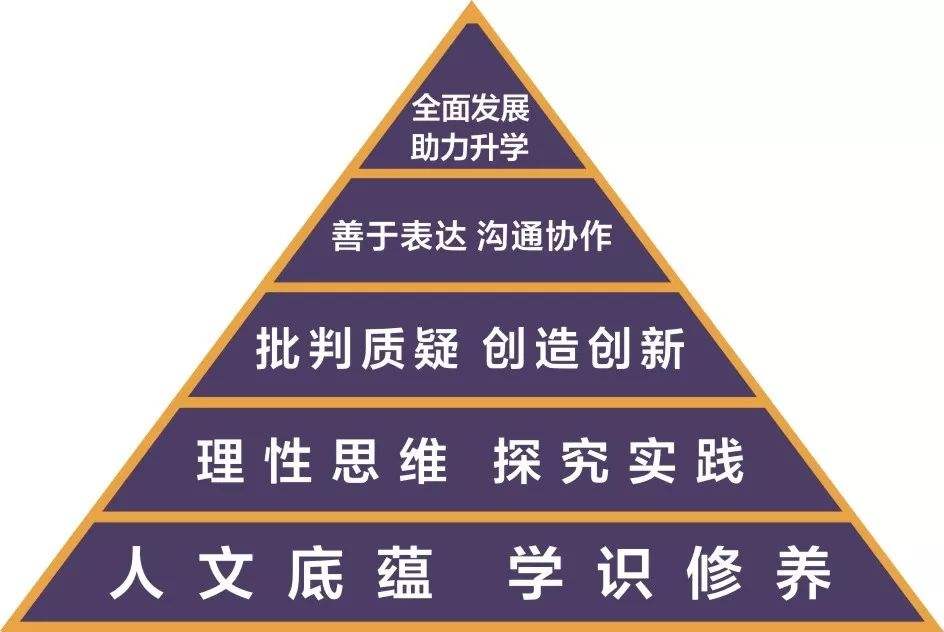 全面发展
助力升学
善于表达 沟通协作
批判质疑 创造创新
理性思维 探究实践
人文底蕴 学识修养